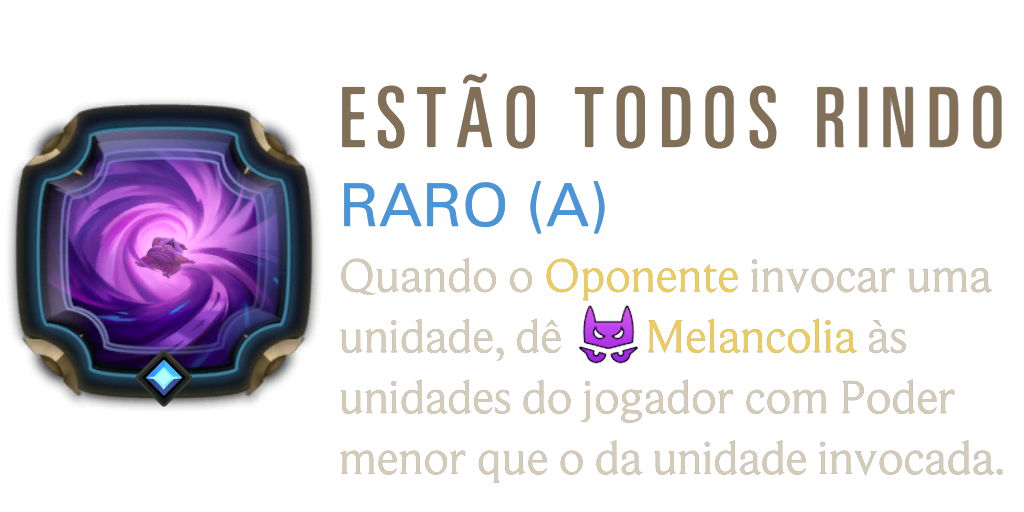 ESTÃO TODOS RINDO
RARO (A)
Quando o Oponente invocar uma
unidade, dê Melancolia às
unidades do jogador com Poder
menor que o da unidade invocada.